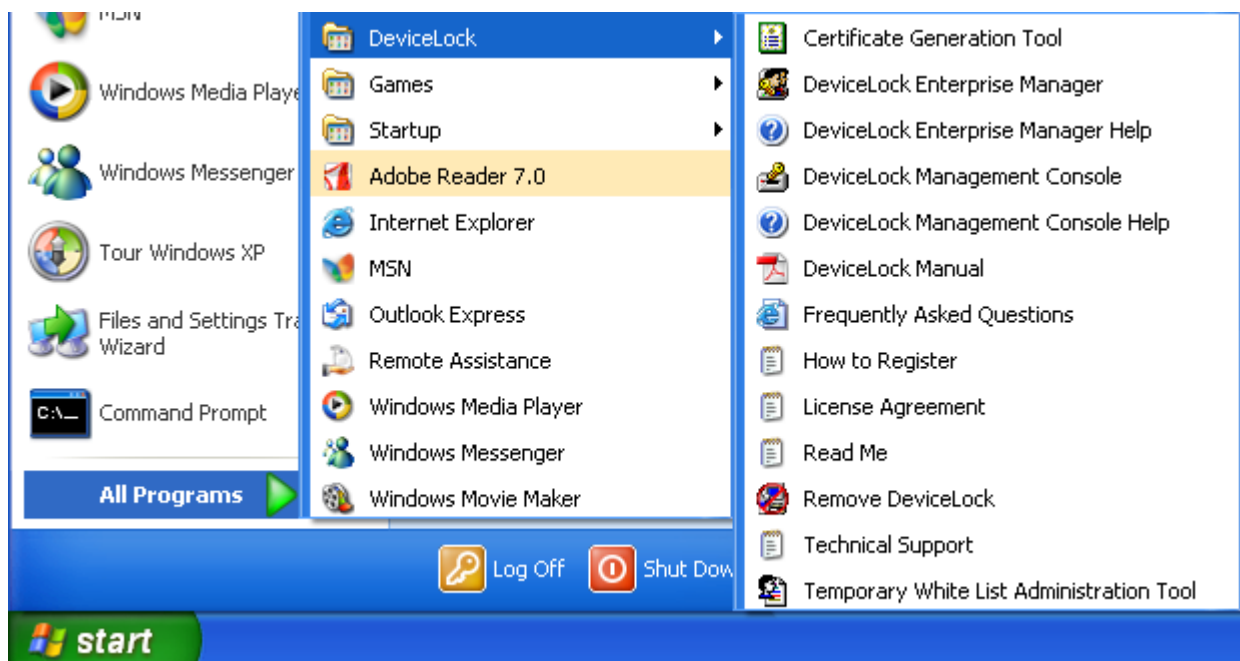 MSN
Windows Media Playe
Windows Messenger
Tour Windows XP
Files and Settings Tra
Wizard
C:\_
Command Prompt
All Programs
DeviceLock
Games
Startup
Adobe Reader 7.0
Internet Explorer
MSN
Outlook Express
Remote Assistance
Windows Media Player
Windows Messenger
Windows Movie Maker
Certificate Generation Tool
DeviceLock Enterprise Manager
DeviceLock Enterprise Manager Help
DeviceLock Management Console
DeviceLock Management Console Help
DeviceLock Manual
Frequently Asked Questions
How to Register
License Agreement
Read Me
Remove DeviceLock
Technical Support
Temporary White List Administration Tool
Log Off
Shut Dow
start